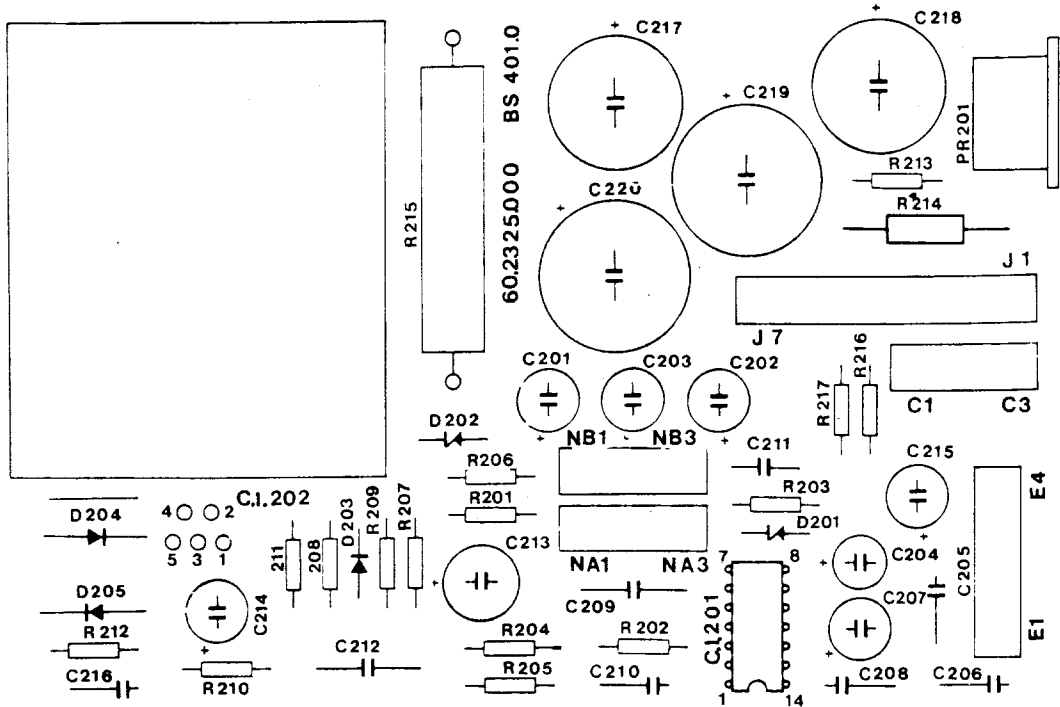 C217
C218
BS 401.0
C219
PR201
R213
C220
R214
R215
60.2325.000
J1
J7
R216
C201
C203
C202
R217
C1
C3
D202
NB1
NB3
C211
C215
R206
R203
E4
C.I.202
R201
D201
4
2
D204
D203
R209
R207
5
3
1
211
208
C213
NA1
NA3
7
8
C204
C205
D205
C214
C209
C.I.201
C207
R212
C212
R204
R202
E1
C216
R210
R205
C210
1
14
C208
C206